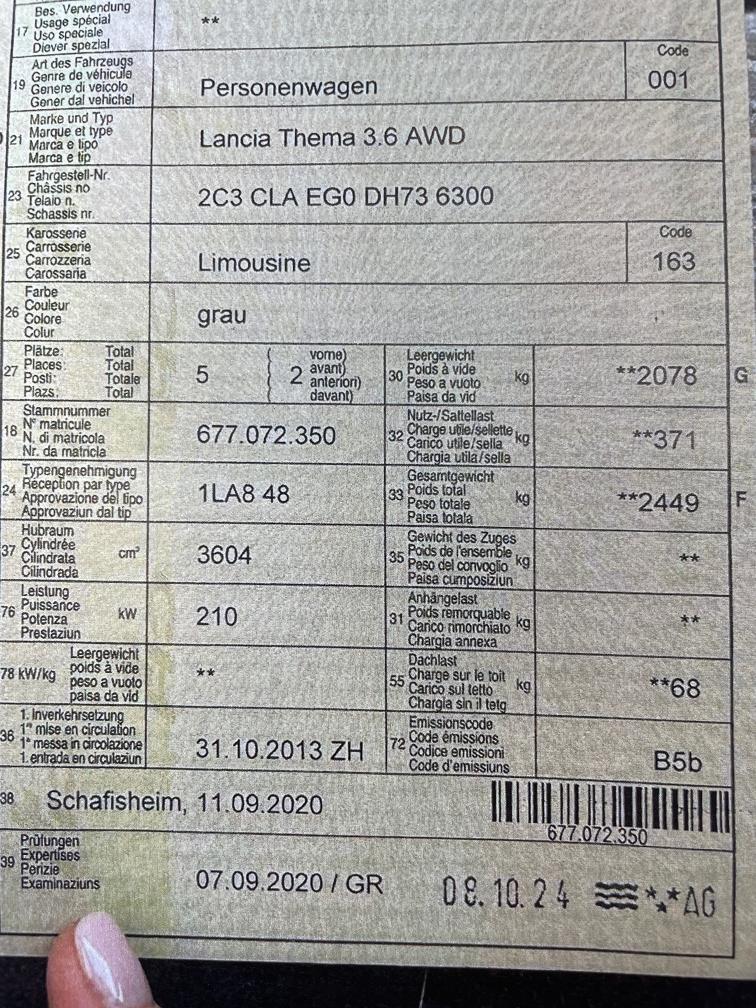 17 Bes. Verwendung
Usage spécial
Uso speciale
Diever spezial
**
19 Art des Fahrzeugs
Genre de véhicule
Genere di veicolo
Gener dal vehichel
Personenwagen
Code
001
21 Marke und Typ
Marque et type
Marca e tipo
Marca e tip
Lancia Thema 3.6 AWD
23 Fahrgestell-Nr.
Châssis no
Telaio n.
Schassis nr.
2C3 CLA EG0 DH73 6300
25 Karosserie
Carrosserie
Carrozzeria
Carossaria
Limousine
Code
163
26 Farbe
Couleur
Colore
Colur
grau
27 Plätze: Total
Places: Total
Posti: Totale
Plazs: Total
5 2 vorne)
avant)
anteriori)
davant)
30 Leergewicht
Poids à vide
Peso a vuoto
Paisa da vid
kg
**2078 G
18 Stammnummer
N° matricule
N. di matricola
Nr. da matricla
677.072.350
32 Nutz-/Sattellast
Charge utile/sellette
Carico utile/sella
Chargia utila/sella
kg
**371
24 Typengenehmigung
Réception par type
Approvazione del tipo
Approvaziun dal tip
1LA8 48
33 Gesamtgewicht
Poids total
Peso totale
Paisa totala
kg
**2449 F
37 Hubraum
Cylindrée
Cilindrata
Cilindrada
cm³
3604
35 Gewicht des Zuges
Poids de l'ensemble
Peso del convoglio
Paisa cumposiziun
kg
**
76 Leistung
Puissance
Potenza
Prestaziun
kW
210
31 Anhängelast
Poids remorquable
Carico rimorchiato
Chargia annexa
kg
**
78 kW/kg Leergewicht
poids à vide
peso a vuoto
paisa da vid
**
55 Dachlast
Charge sur le toit
Carico sul tetto
Chargia sin il tetg
kg
**68
36 1. Inverkehrsetzung
1re mise en circulation
1a messa in circolazione
1. entrada en circulaziun
31.10.2013 ZH
72 Emissionscode
Code émissions
Codice emissioni
Code d'emissiuns
B5b
38 Schafisheim, 11.09.2020
677.072.350
39 Prüfungen
Expertises
Perizie
Examinaziuns
07.09.2020 / GR
08.10.24 AG